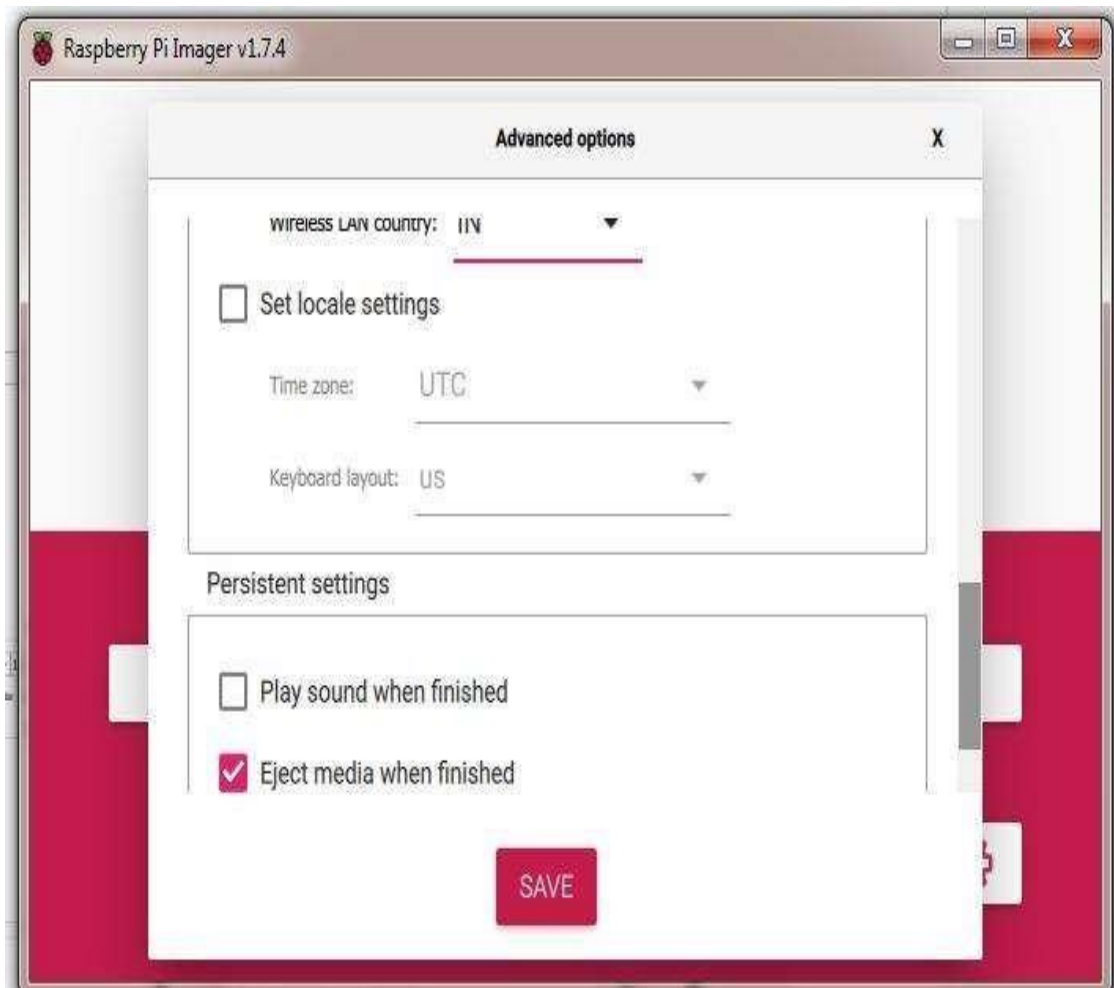 Raspberry Pi Imager v1.7.4
X
Advanced options X
Wireless LAN country: IN
Set locale settings
Time zone: UTC
Keyboard layout: us
Persistent settings
Play sound when finished
Eject media when finished
SAVE